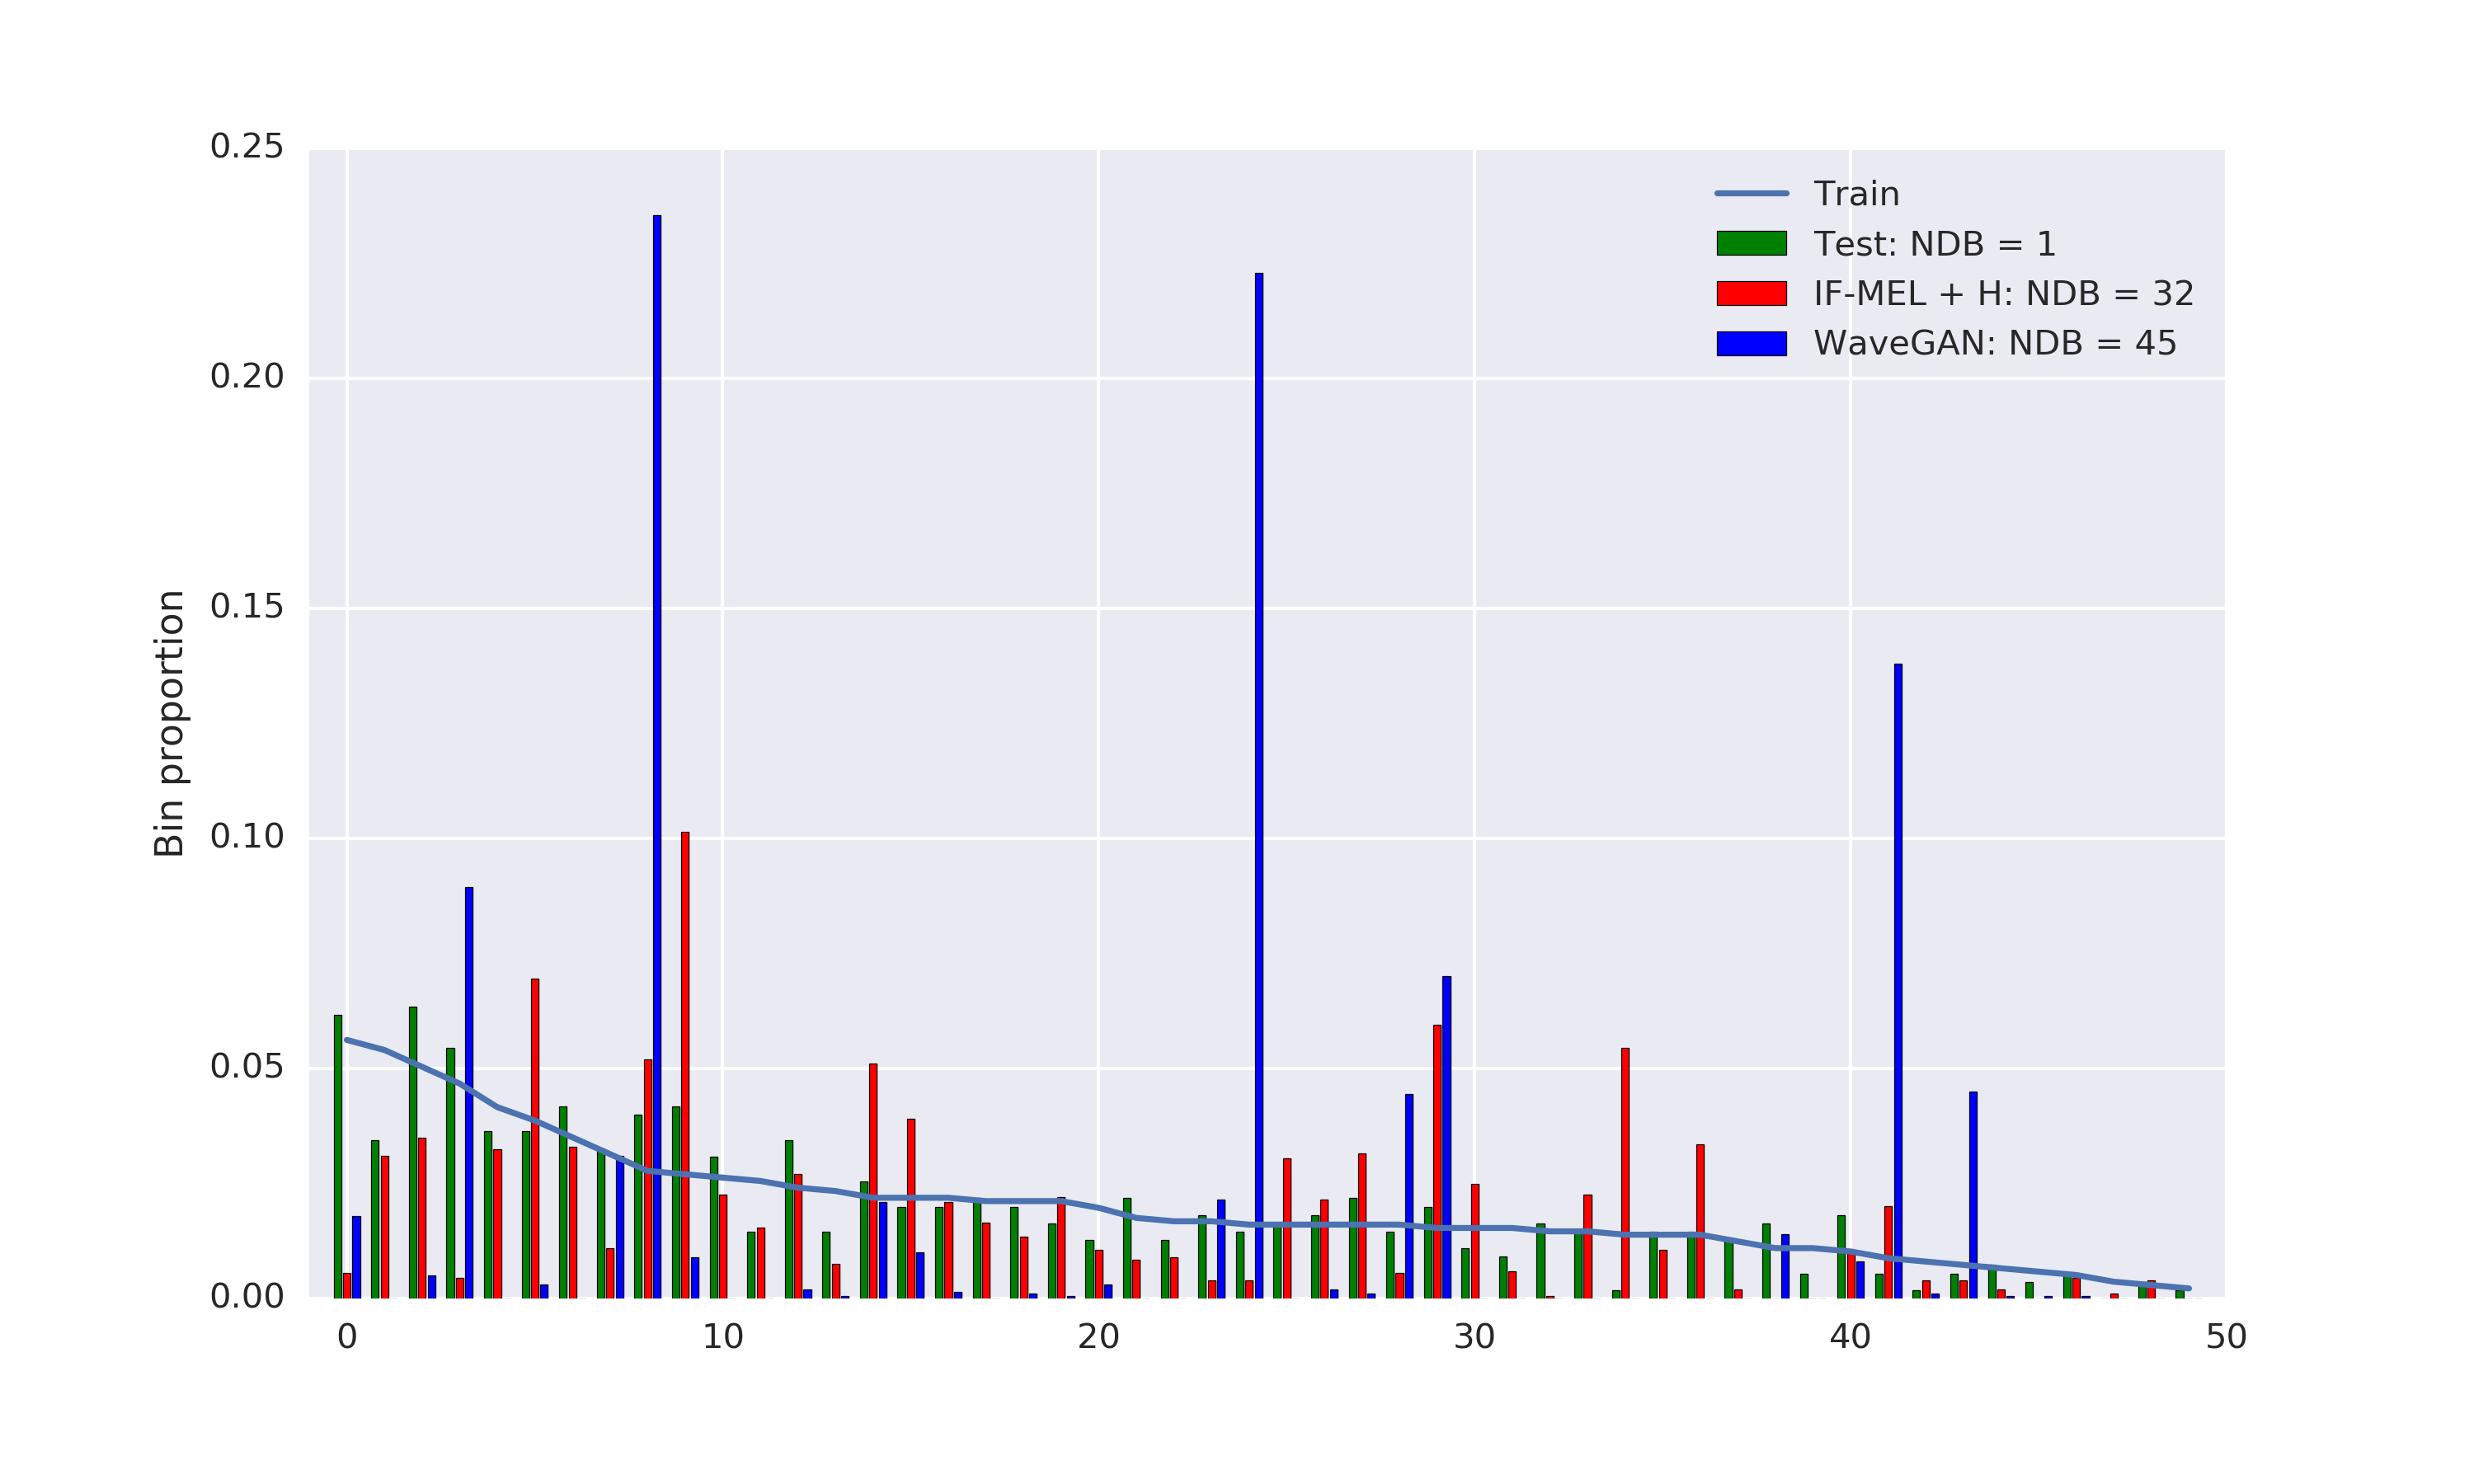 0.25
0.20
0.15
0.10
0.05
0.00
Bin proportion
Train
Test: NDB = 1
IF-MEL + H: NDB = 32
WaveGAN: NDB = 45
0 10 20 30 40 50